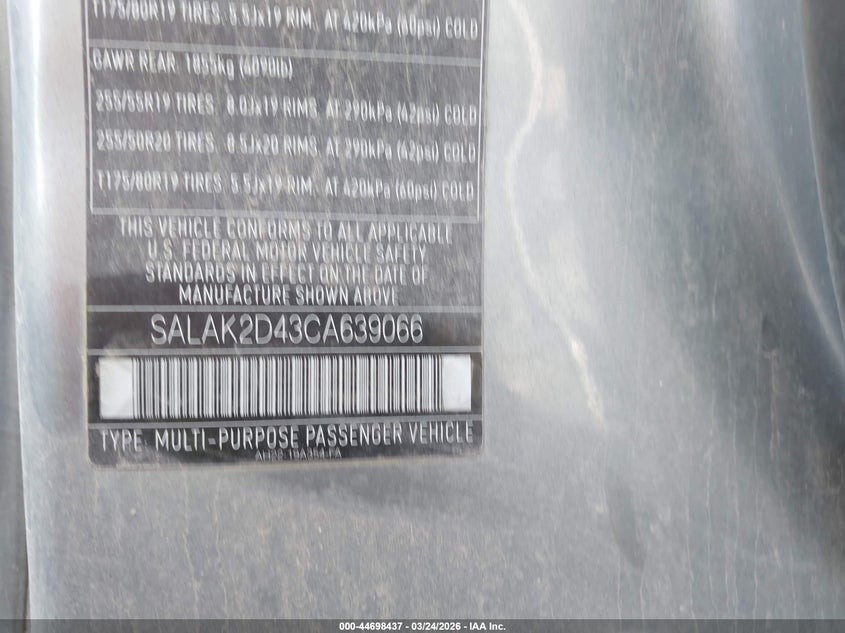 T175/80R19 TIRES. 5.5Jx19 RIM. AT 420kPa (60psi) COLD
GAWR REAR. 1855kg (4090lb)
255/55R19 TIRES. 8.0Jx19 RIMS. AT 290kPa (42psi) COLD
255/50R20 TIRES. 8.5Jx20 RIMS. AT 290kPa (42psi) COLD
T175/80R19 TIRES. 5.5Jx19 RIM. AT 420kPa (60psi) COLD
THIS VEHICLE CONFORMS TO ALL APPLICABLE
U.S. FEDERAL MOTOR VEHICLE SAFETY
STANDARDS IN EFFECT ON THE DATE OF
MANUFACTURE SHOWN ABOVE
SALAK2D43CA639066
TYPE: MULTI-PURPOSE PASSENGER VEHICLE
000-44698437 - 03/24/2026 - IAA Inc.